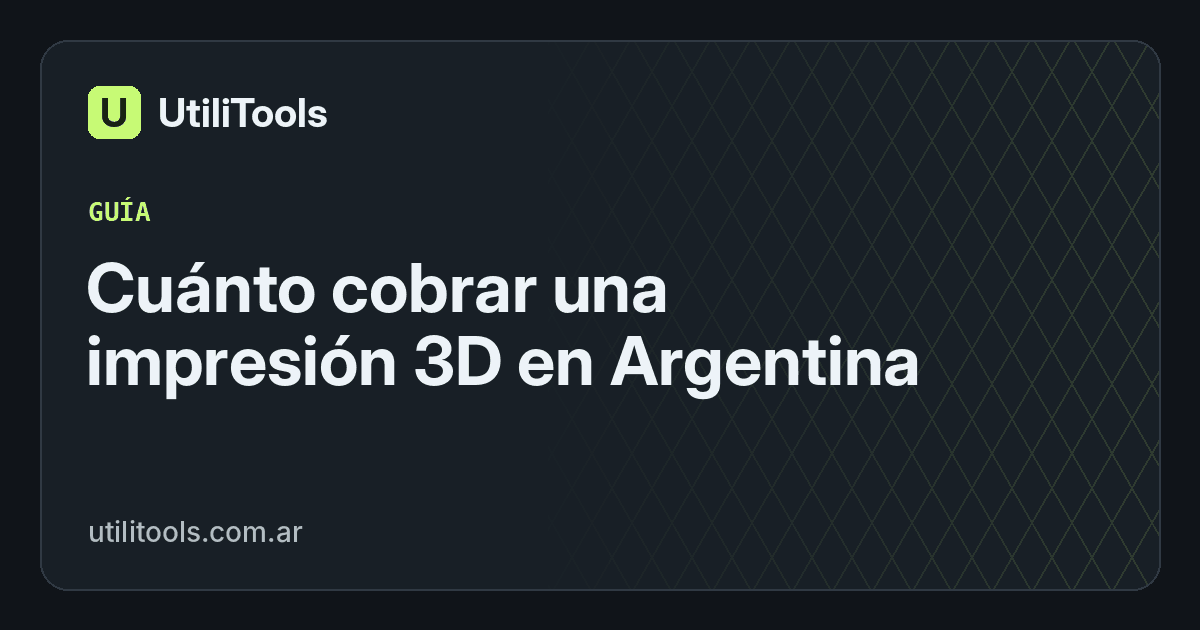 U UtiliTools
GUÍA
Cuánto cobrar una
impresión 3D en Argentina
utilitools.com.ar